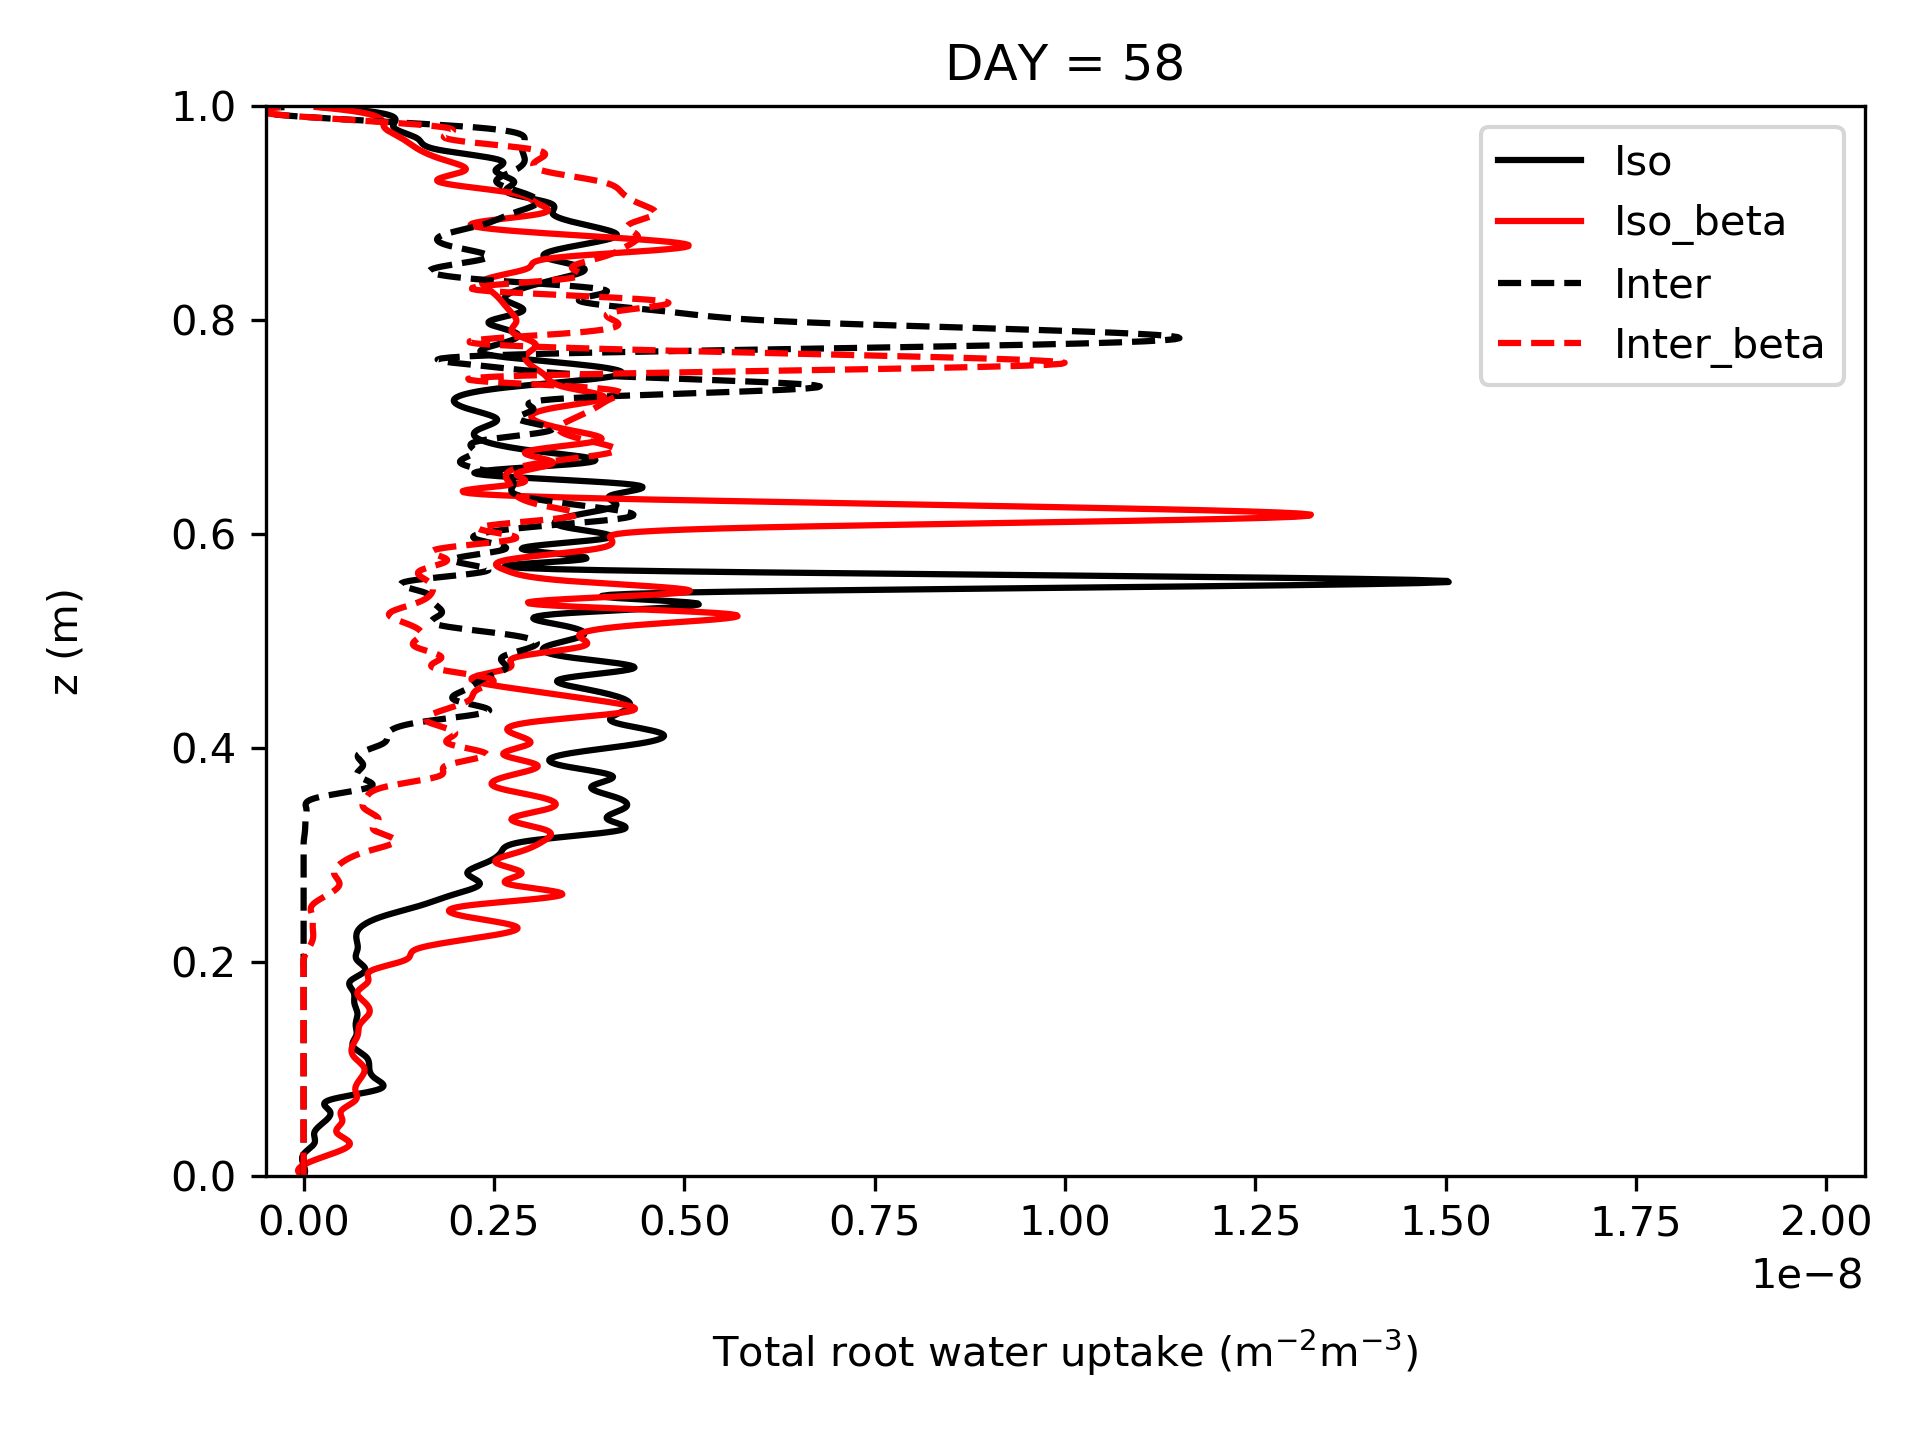 DAY = 58
1.0
0.8
0.6
0.4
0.2
0.0
z (m)
Iso
Iso_beta
Inter
Inter_beta
0.00 0.25 0.50 0.75 1.00 1.25 1.50 1.75 2.00
1e−8
Total root water uptake (m⁻²m⁻³)